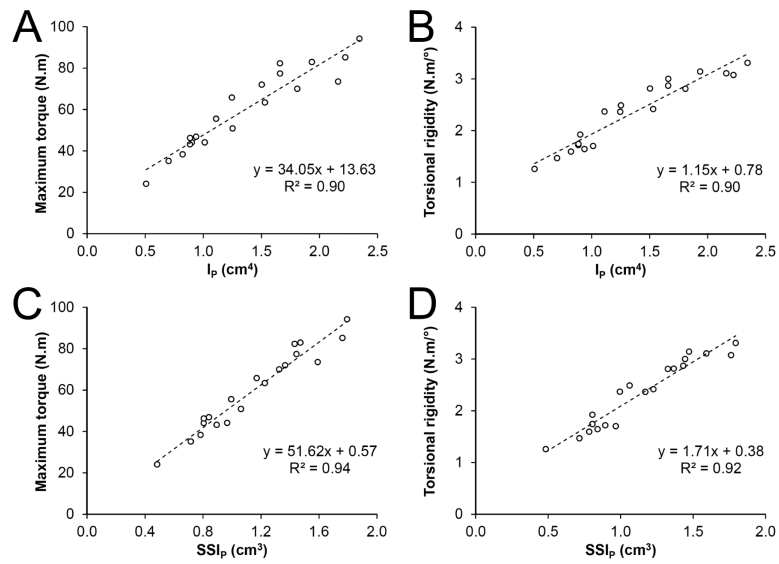 A
Maximum torque (N.m)
100
80
60
40
20
0
0.0 0.5 1.0 1.5 2.0 2.5
I_P (cm⁴)
y = 34.05x + 13.63
R² = 0.90
B
Torsional rigidity (N.m/°)
4
3
2
1
0
0.0 0.5 1.0 1.5 2.0 2.5
I_P (cm⁴)
y = 1.15x + 0.78
R² = 0.90
C
Maximum torque (N.m)
100
80
60
40
20
0
0.0 0.4 0.8 1.2 1.6 2.0
SSI_P (cm³)
y = 51.62x + 0.57
R² = 0.94
D
Torsional rigidity (N.m/°)
4
3
2
1
0
0.0 0.5 1.0 1.5 2.0
SSI_P (cm³)
y = 1.71x + 0.38
R² = 0.92